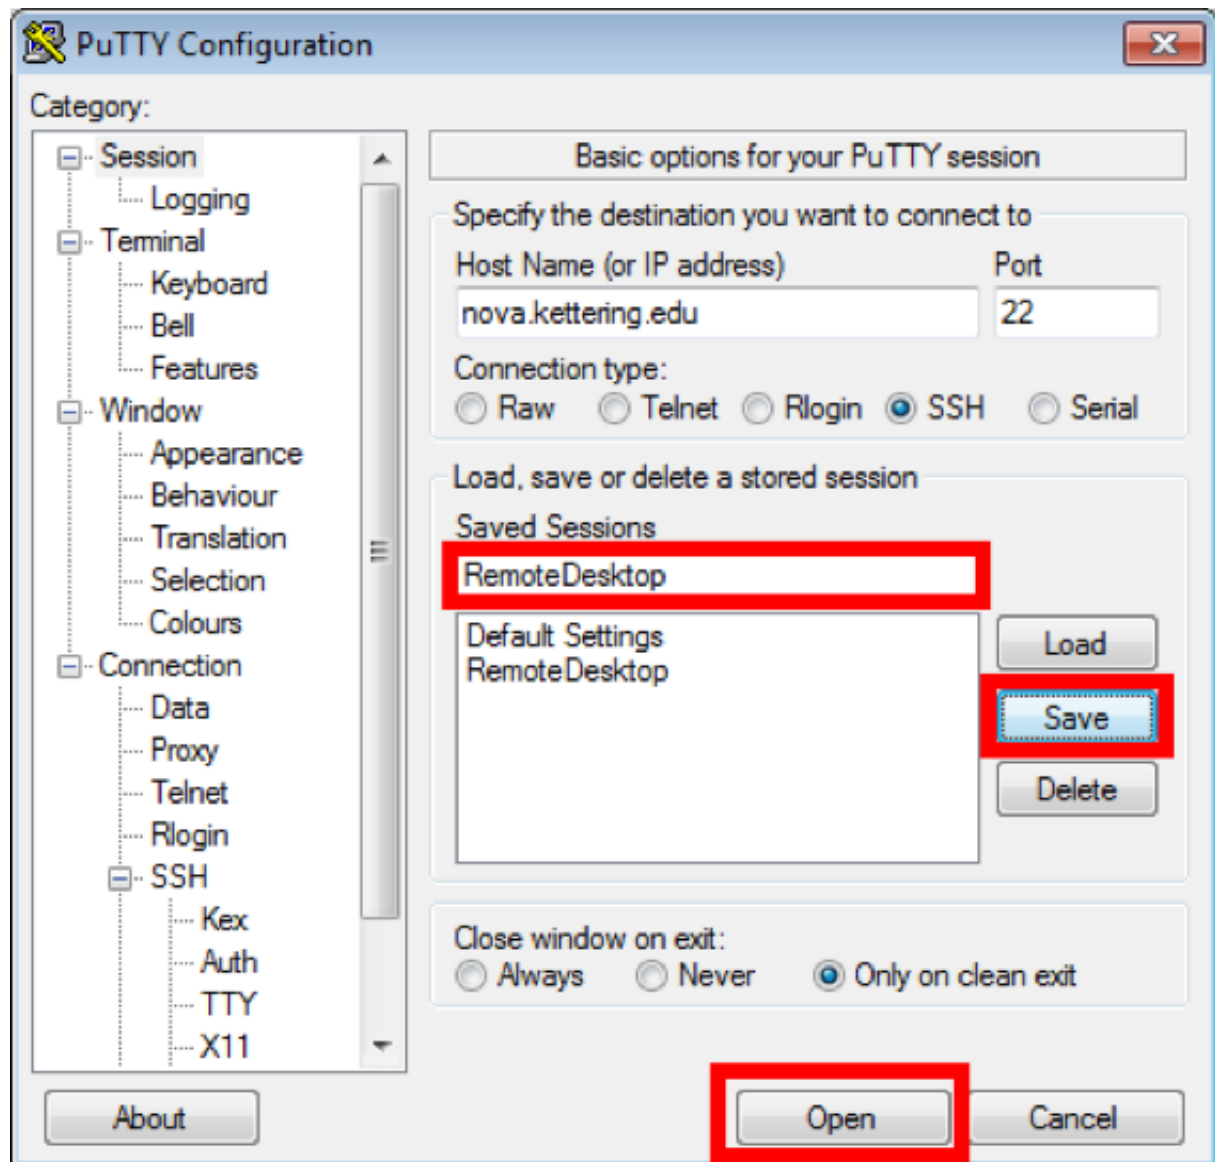 PuTTY Configuration
Category:
Session
Logging
Terminal
Keyboard
Bell
Features
Window
Appearance
Behaviour
Translation
Selection
Colours
Connection
Data
Proxy
Telnet
Rlogin
SSH
Kex
Auth
TTY
X11
Basic options for your PuTTY session
Specify the destination you want to connect to
Host Name (or IP address) Port
nova.kettering.edu 22
Connection type:
Raw Telnet Rlogin SSH Serial
Load, save or delete a stored session
Saved Sessions
RemoteDesktop
Default Settings
RemoteDesktop
Load
Save
Delete
Close window on exit:
Always Never Only on clean exit
About Open Cancel